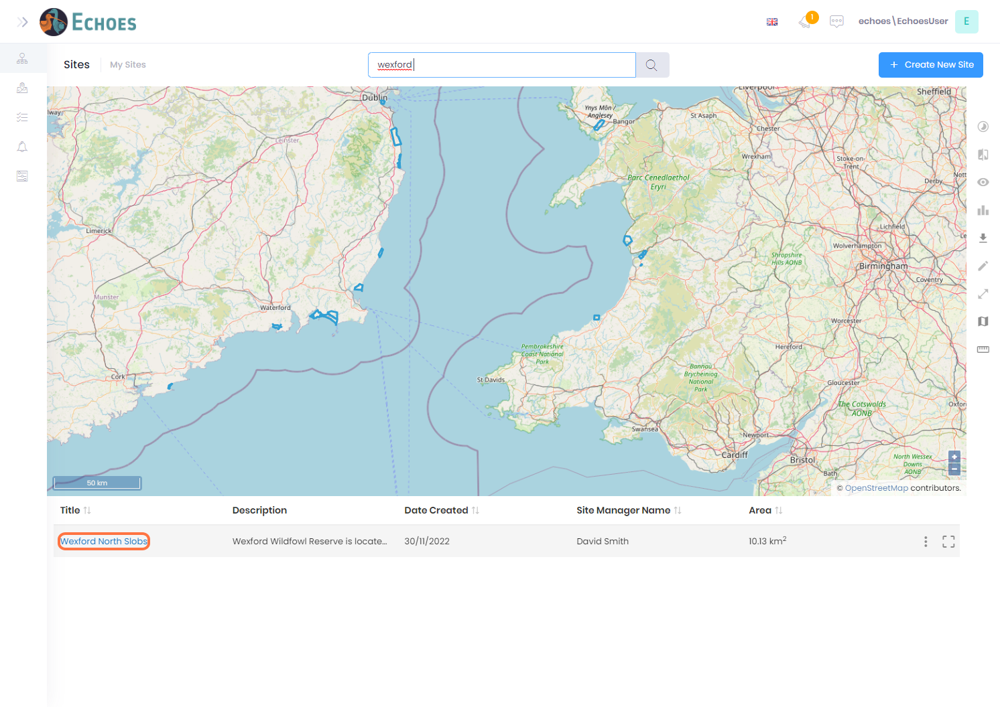 ECHOES
1
echoes\EchoesUser
E
Sites
My Sites
wexford
+ Create New Site
Dublin
Liverpool
Sheffield
lway
Ynys Môn /
Anglesey
Bangor
St Asaph
Chester
Leinster
Wrexham
Stoke-on-
Trent
Nott
Derby
Parc Cenedlaethol
Eryri
Limerick
Lichfield
Le
Wolverhampton
Shropshire
Hills AONB
Birmingham
Coventry
Munster
Waterford
Worcester
Pembrokeshire
Coast National
Park
Hereford
Cork
St Davids
Bannau
Brycheiniog
National
Park
Gloucester
The Cotswolds
AONB
Oxfor
Swansea
Newport
Cardiff
Bristol
North Wessex
Downs
AONB
Bath
+
−
50 km
© OpenStreetMap contributors.
Title Description Date Created Site Manager Name Area
Wexford North Slobs Wexford Wildfowl Reserve is locate... 30/11/2022 David Smith 10.13 km²